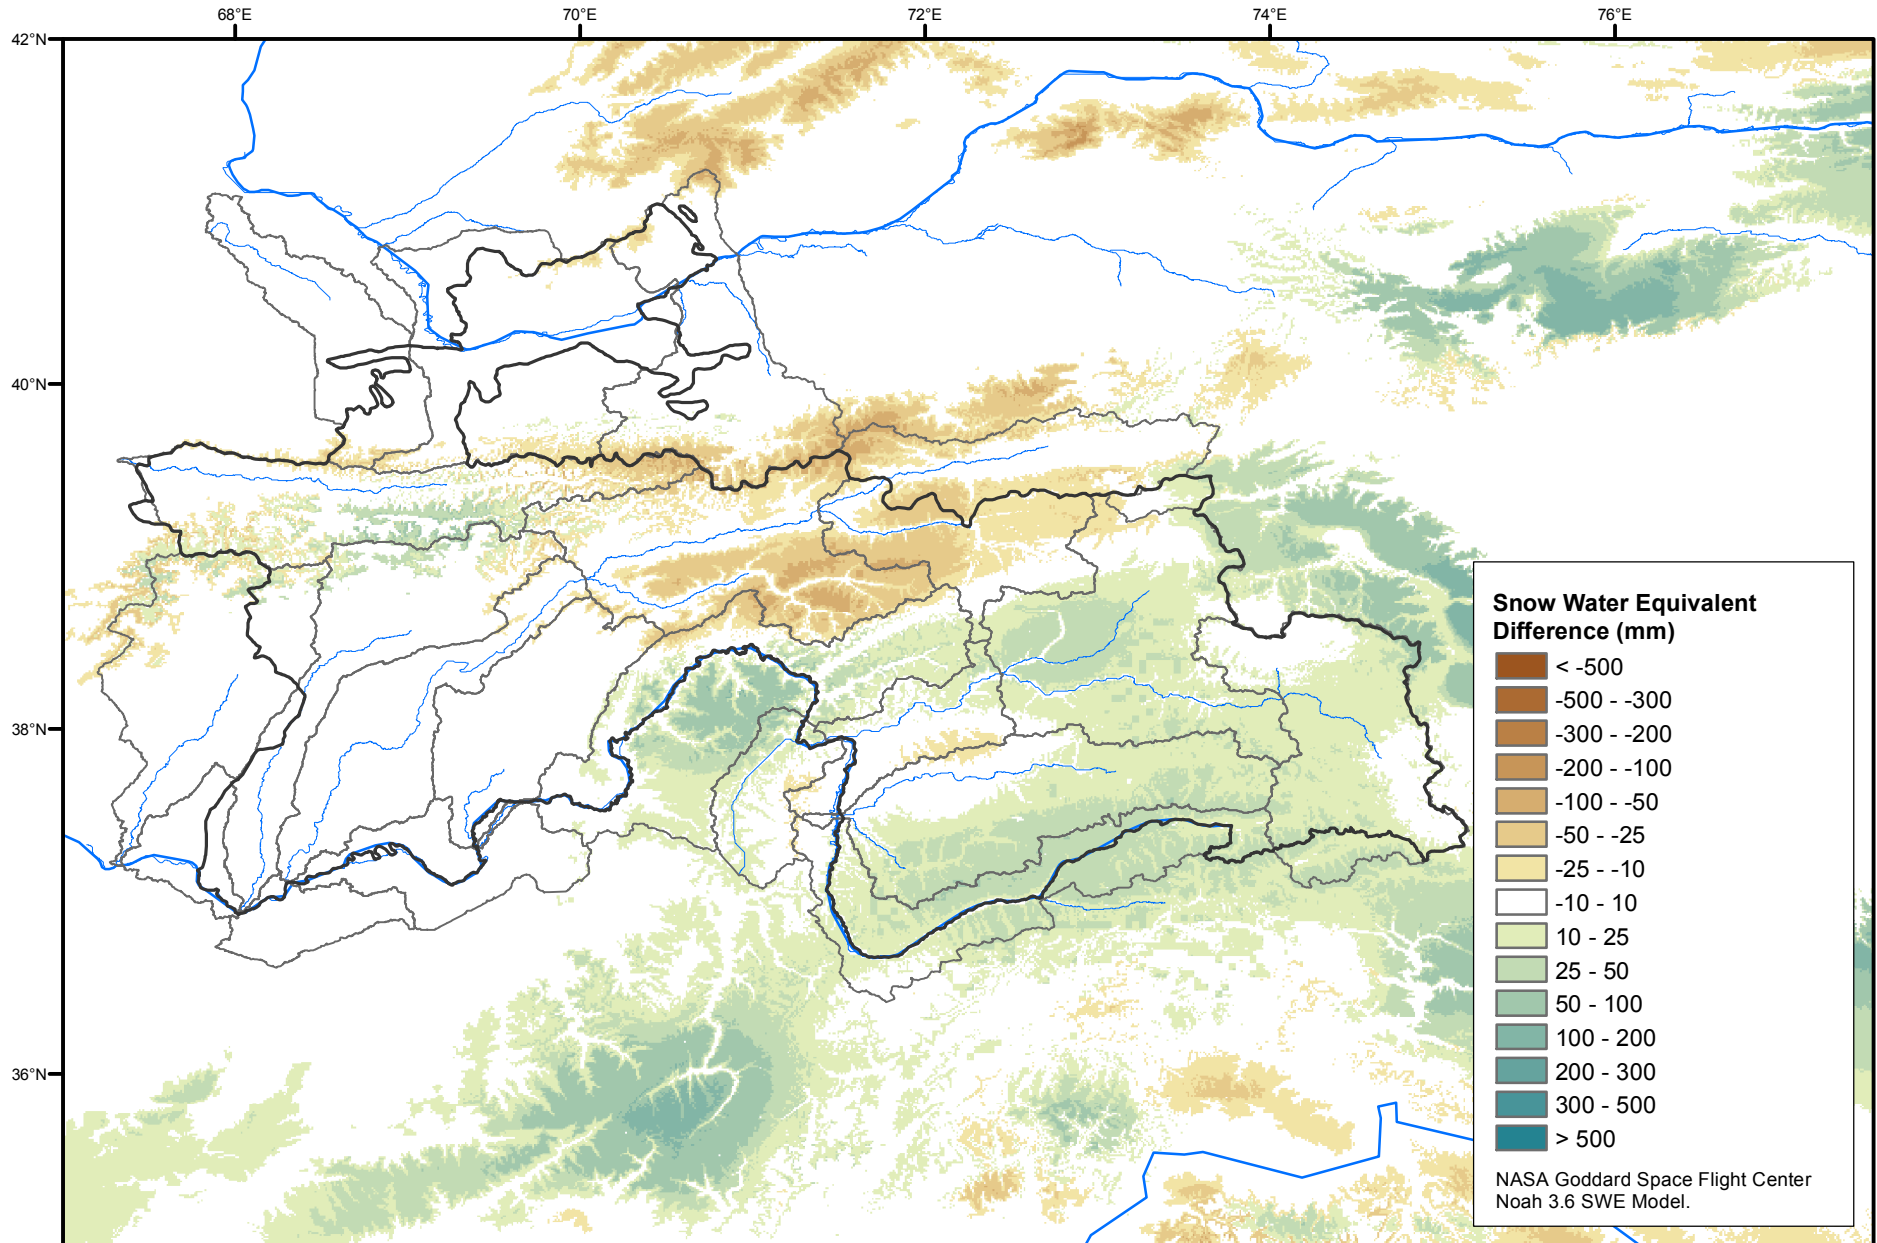 68°E 70°E 72°E 74°E 76°E
42°N
40°N
38°N
36°N
Snow Water Equivalent
Difference (mm)
< -500
-500 - -300
-300 - -200
-200 - -100
-100 - -50
-50 - -25
-25 - -10
-10 - 10
10 - 25
25 - 50
50 - 100
100 - 200
200 - 300
300 - 500
> 500
NASA Goddard Space Flight Center
Noah 3.6 SWE Model.